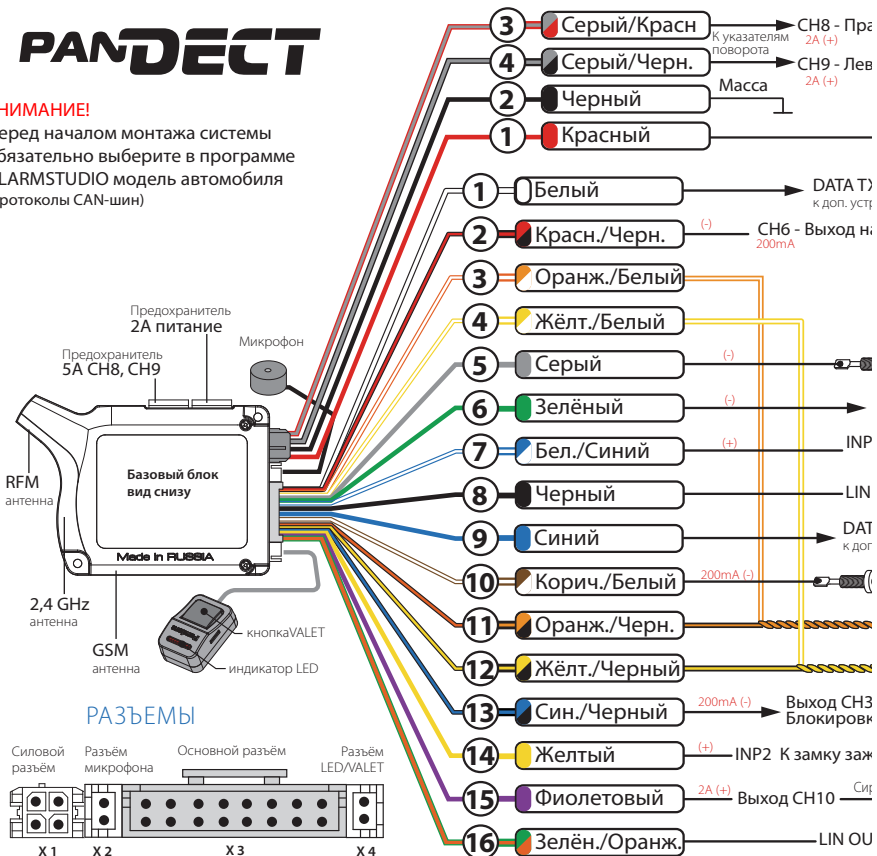 PANDECT
НИМАНИЕ!
еред началом монтажа системы
бязательно выберите в программе
LARMSTUDIO модель автомобиля
ротоколы CAN-шин)
3 Серый/Красн
К указателям
поворота
CH8 - Пра
2A (+)
4 Серый/Черн.
CH9 - Лев
2A (+)
2 Черный
Масса
1 Красный
1 Белый
DATA TX
к доп. устр
2 Красн./Черн.
(-)
CH6 - Выход на
200mA
3 Оранж./Белый
4 Жёлт./Белый
5 Серый
(-)
6 Зелёный
(-)
7 Бел./Синий
(+)
INP
8 Черный
LIN
9 Синий
DAT
к доп
10 Корич./Белый
200mA (-)
11 Оранж./Черн.
12 Жёлт./Черный
13 Син./Черный
200mA (-)
Выход CH3
Блокировк
14 Желтый
(+)
INP2 К замку заж
15 Фиолетовый
2A (+)
Выход CH10
Сир
16 Зелён./Оранж.
LIN OU
Предохранитель
2А питание
Предохранитель
5А CH8, CH9
Микрофон
RFM
антенна
Базовый блок
вид снизу
Made in RUSSIA
2,4 GHz
антенна
GSM
антенна
кнопкаVALET
индикатор LED
РАЗЪЕМЫ
Силовой
разъём
Разъём
микрофона
Основной разъём
Разъём
LED/VALET
X 1
X 2
X 3
X 4